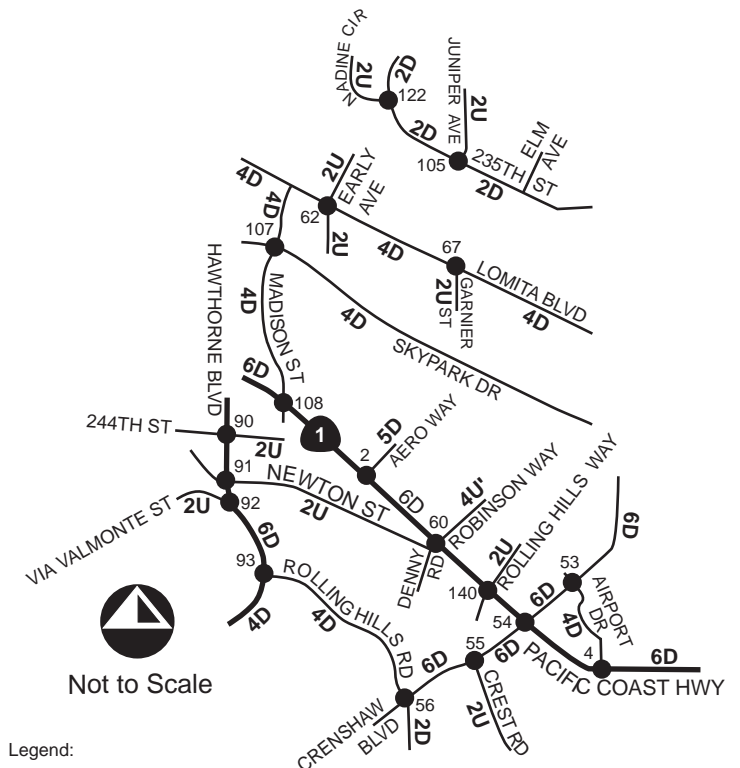 NADINE CIR
2U
2D
122
2D
JUNIPER AVE
2U
105
235TH ST
2D
ELM AVE
4D
2U
EARLY AVE
62
2U
4D
107
4D
67
2U
GARNIER ST
LOMITA BLVD
4D
HAWTHORNE BLVD
4D
MADISON ST
4D
SKYPARK DR
6D
108
1
244TH ST
90
2U
5D
AERO WAY
2
6D
91
NEWTON ST
2U
VIA VALMONTE ST
2U
92
6D
4U'
ROBINSON WAY
60
DENNY RD
2U
ROLLING HILLS WAY
140
93
ROLLING HILLS RD
4D
4D
6D
53
6D
AIRPORT DR
4D
54
4
6D
PACIFIC COAST HWY
55
6D
6D
CREST RD
2U
56
CRENSHAW BLVD
2D
Not to Scale
Legend: